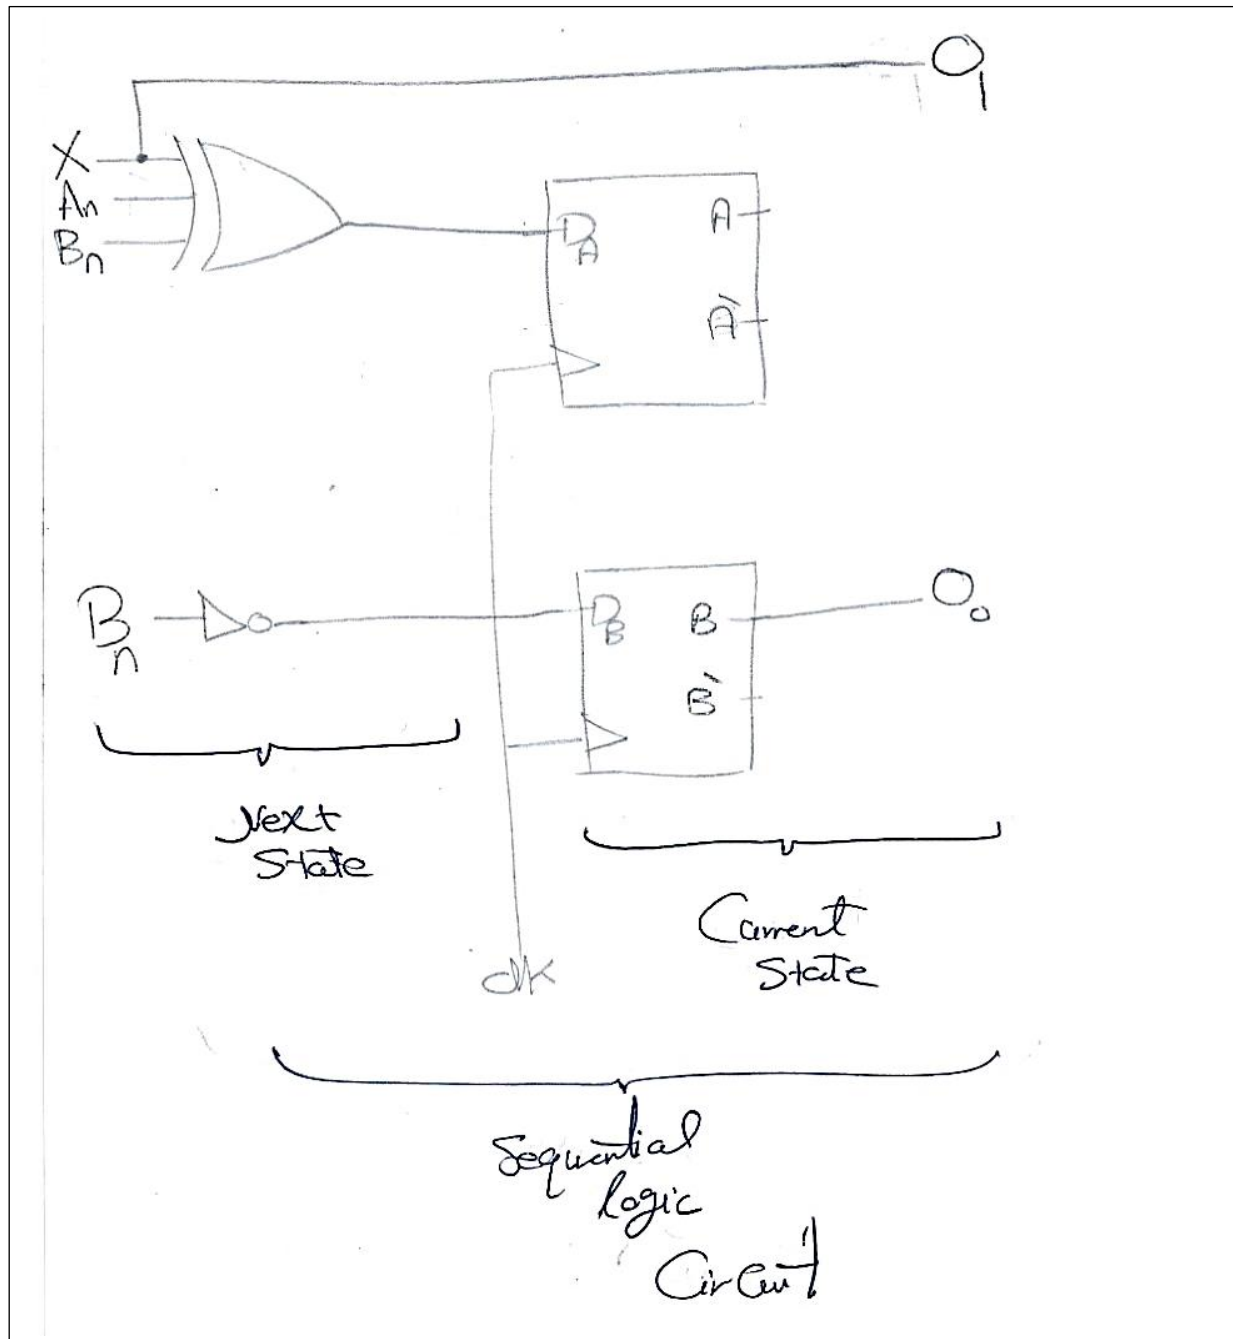 O1
X
An
Bn
DA
A
A'
Bn
DB
B
B'
O0
Next
State
Current
State
clk
Sequential
logic
Circuit